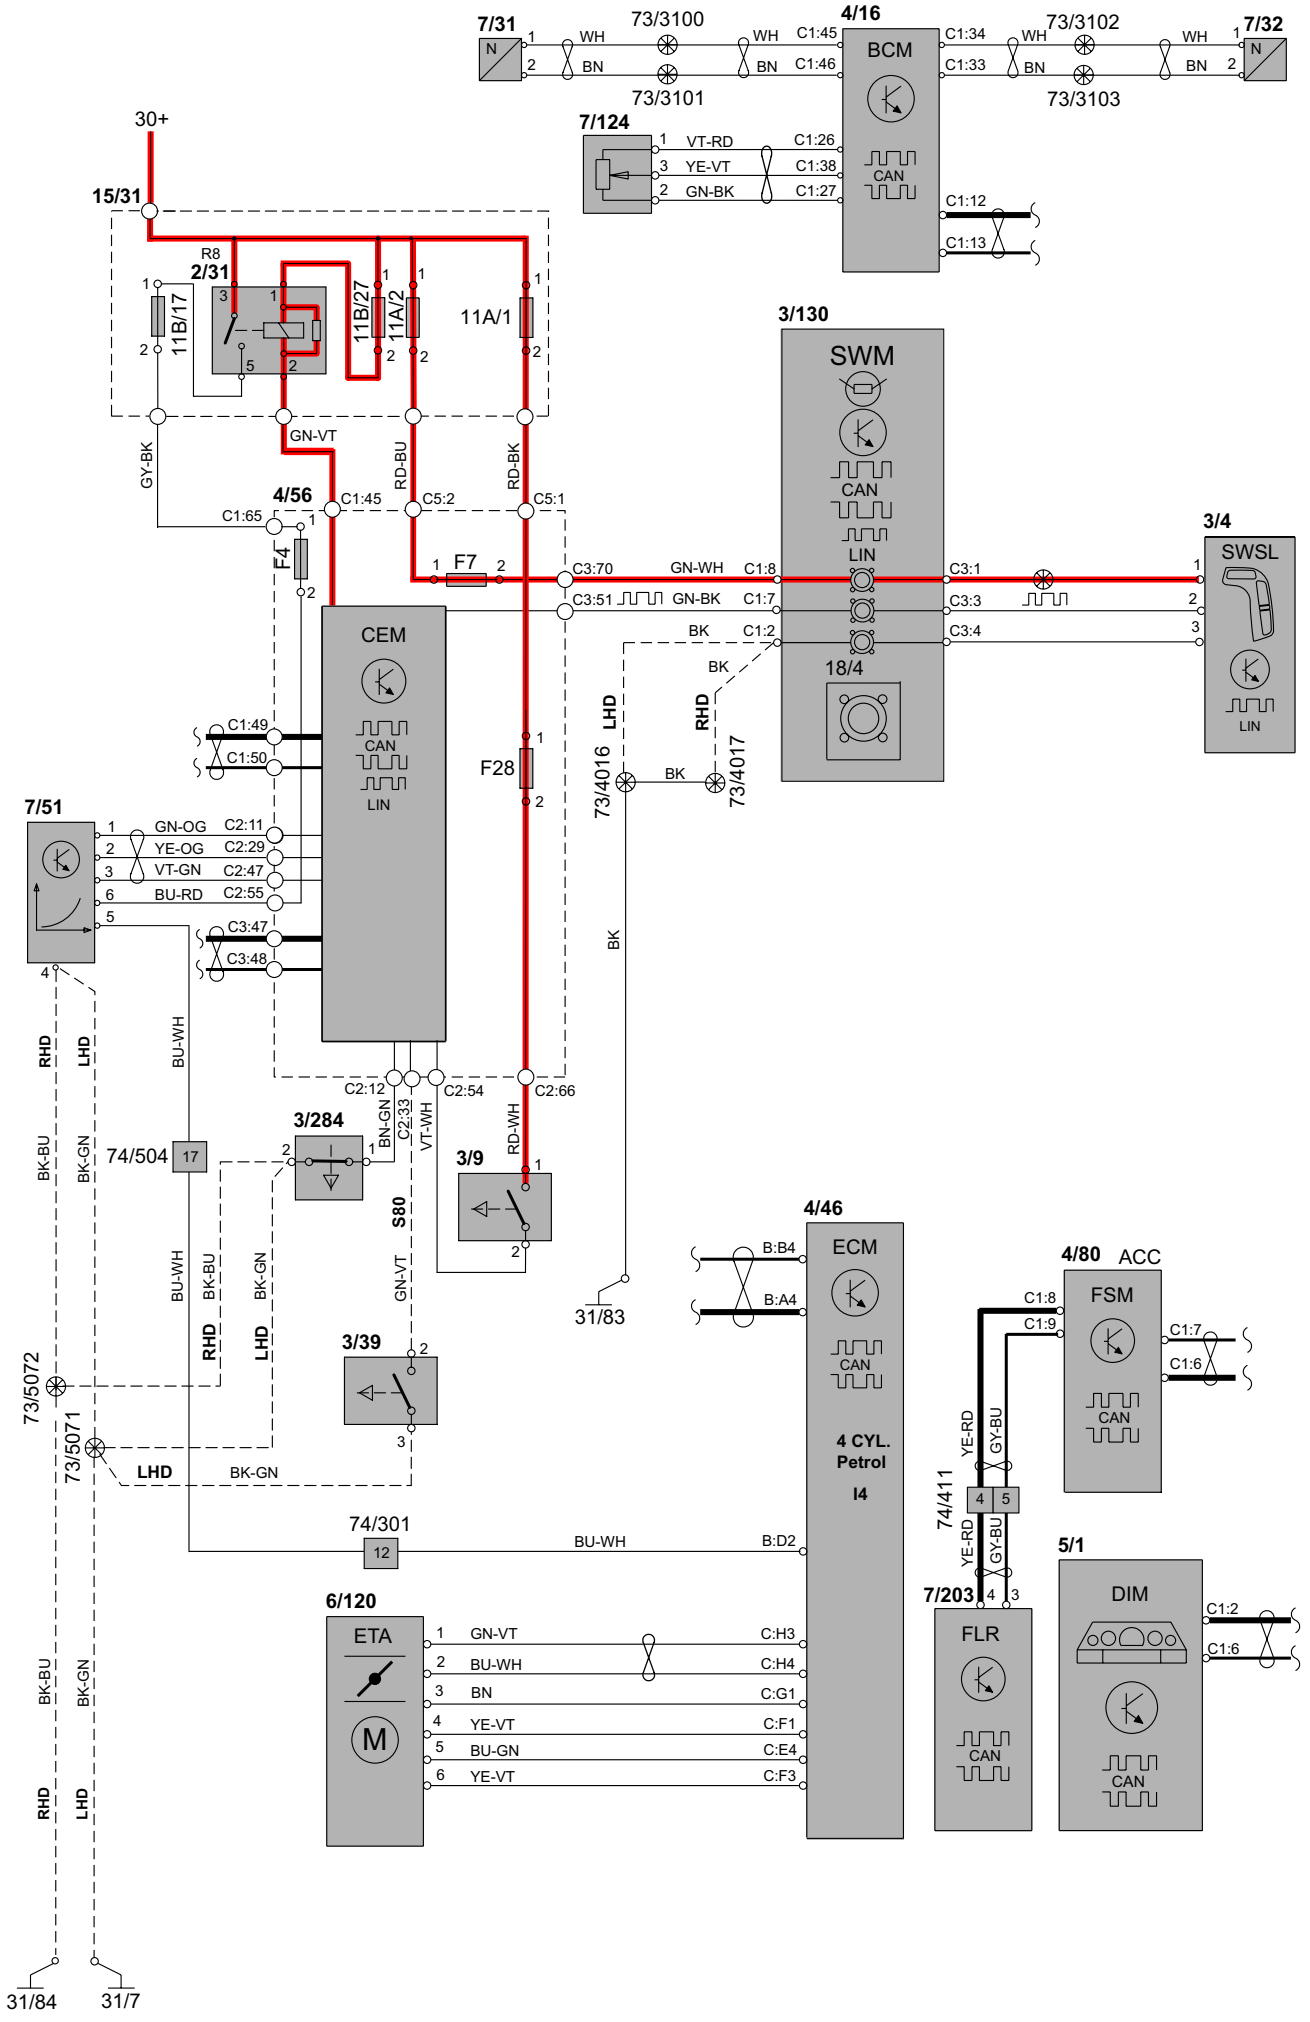 7/31
73/3100
4/16
73/3102
7/32
N
1
WH
WH
C1:45
BCM
C1:34
WH
WH
1
N
2
BN
BN
C1:46
C1:33
BN
BN
2
73/3101
73/3103
30+
7/124
1
VT-RD
C1:26
3
YE-VT
C1:38
CAN
2
GN-BK
C1:27
15/31
C1:12
C1:13
R8
2/31
1
3
1
1
1
1
11B/17
11B/27
11A/2
11A/1
2
5
2
2
2
2
3/130
SWM
CAN
LIN
GY-BK
GN-VT
RD-BU
RD-BK
4/56
C1:45
C5:2
C5:1
C1:65
1
F4
2
1
F7
2
C3:70
GN-WH
C1:8
C3:1
1
C3:51
GN-BK
C1:7
C3:3
2
BK
C1:2
C3:4
3
BK
18/4
3/4
SWSL
LIN
CEM
CAN
LIN
LHD
RHD
73/4016
BK
73/4017
C1:49
C1:50
1
F28
2
7/51
1
GN-OG
C2:11
2
YE-OG
C2:29
3
VT-GN
C2:47
6
BU-RD
C2:55
5
C3:47
C3:48
4
BK
RHD
LHD
BU-WH
C2:12
C2:33
C2:54
C2:66
BN-GN
VT-WH
RD-WH
3/284
2
1
74/504
17
BK-BU
BK-GN
3/9
1
2
S80
BU-WH
BK-BU
BK-GN
GN-VT
RHD
LHD
31/83
4/46
B:B4
ECM
B:A4
CAN
4 CYL.
Petrol
I4
4/80
ACC
C1:8
FSM
C1:9
C1:7
C1:6
CAN
3/39
2
3
73/5072
73/5071
LHD
BK-GN
YE-RD
GY-BU
74/411
4
5
YE-RD
GY-BU
74/301
12
BU-WH
B:D2
7/203
4
3
FLR
CAN
5/1
DIM
C1:2
C1:6
CAN
6/120
ETA
M
1
GN-VT
C:H3
2
BU-WH
C:H4
3
BN
C:G1
4
YE-VT
C:F1
5
BU-GN
C:E4
6
YE-VT
C:F3
BK-BU
BK-GN
RHD
LHD
31/84
31/7